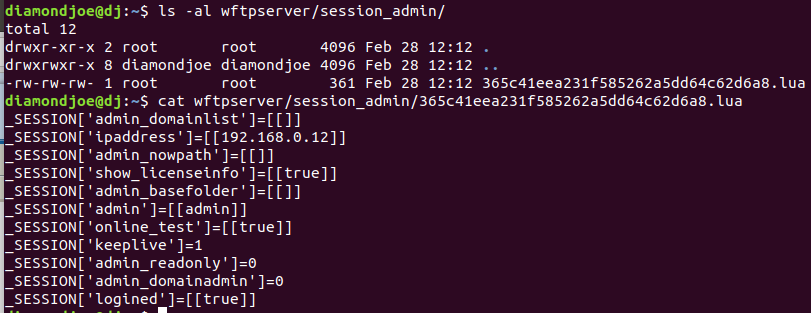 diamondjoe@dj:~$ ls -al wftpserver/session_admin/
total 12
drwxr-xr-x 2 root       root       4096 Feb 28 12:12 .
drwxrwxr-x 8 diamondjoe diamondjoe 4096 Feb 28 12:12 ..
-rw-rw-rw- 1 root       root        361 Feb 28 12:12 365c41eea231f585262a5dd64c62d6a8.lua
diamondjoe@dj:~$ cat wftpserver/session_admin/365c41eea231f585262a5dd64c62d6a8.lua
_SESSION['admin_domainlist']=[[]]
_SESSION['ipaddress']=[[192.168.0.12]]
_SESSION['admin_nowpath']=[[]]
_SESSION['show_licenseinfo']=[[true]]
_SESSION['admin_basefolder']=[[]]
_SESSION['admin']=[[admin]]
_SESSION['online_test']=[[true]]
_SESSION['keeplive']=1
_SESSION['admin_readonly']=0
_SESSION['admin_domainadmin']=0
_SESSION['logined']=[[true]]
diamondjoe@dj:~$